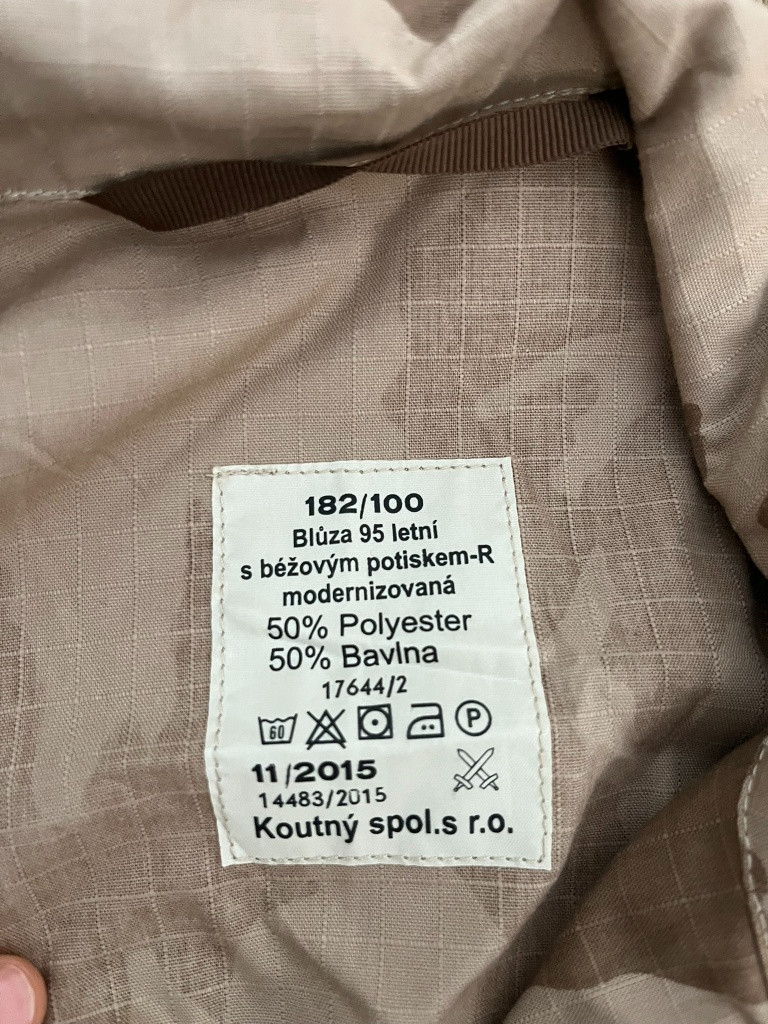 182/100
Blůza 95 letní
s béžovým potiskem-R
modernizovaná
50% Polyester
50% Bavlna
17644/2
60 P
11/2015
14483/2015
Koutný spol.s r.o.